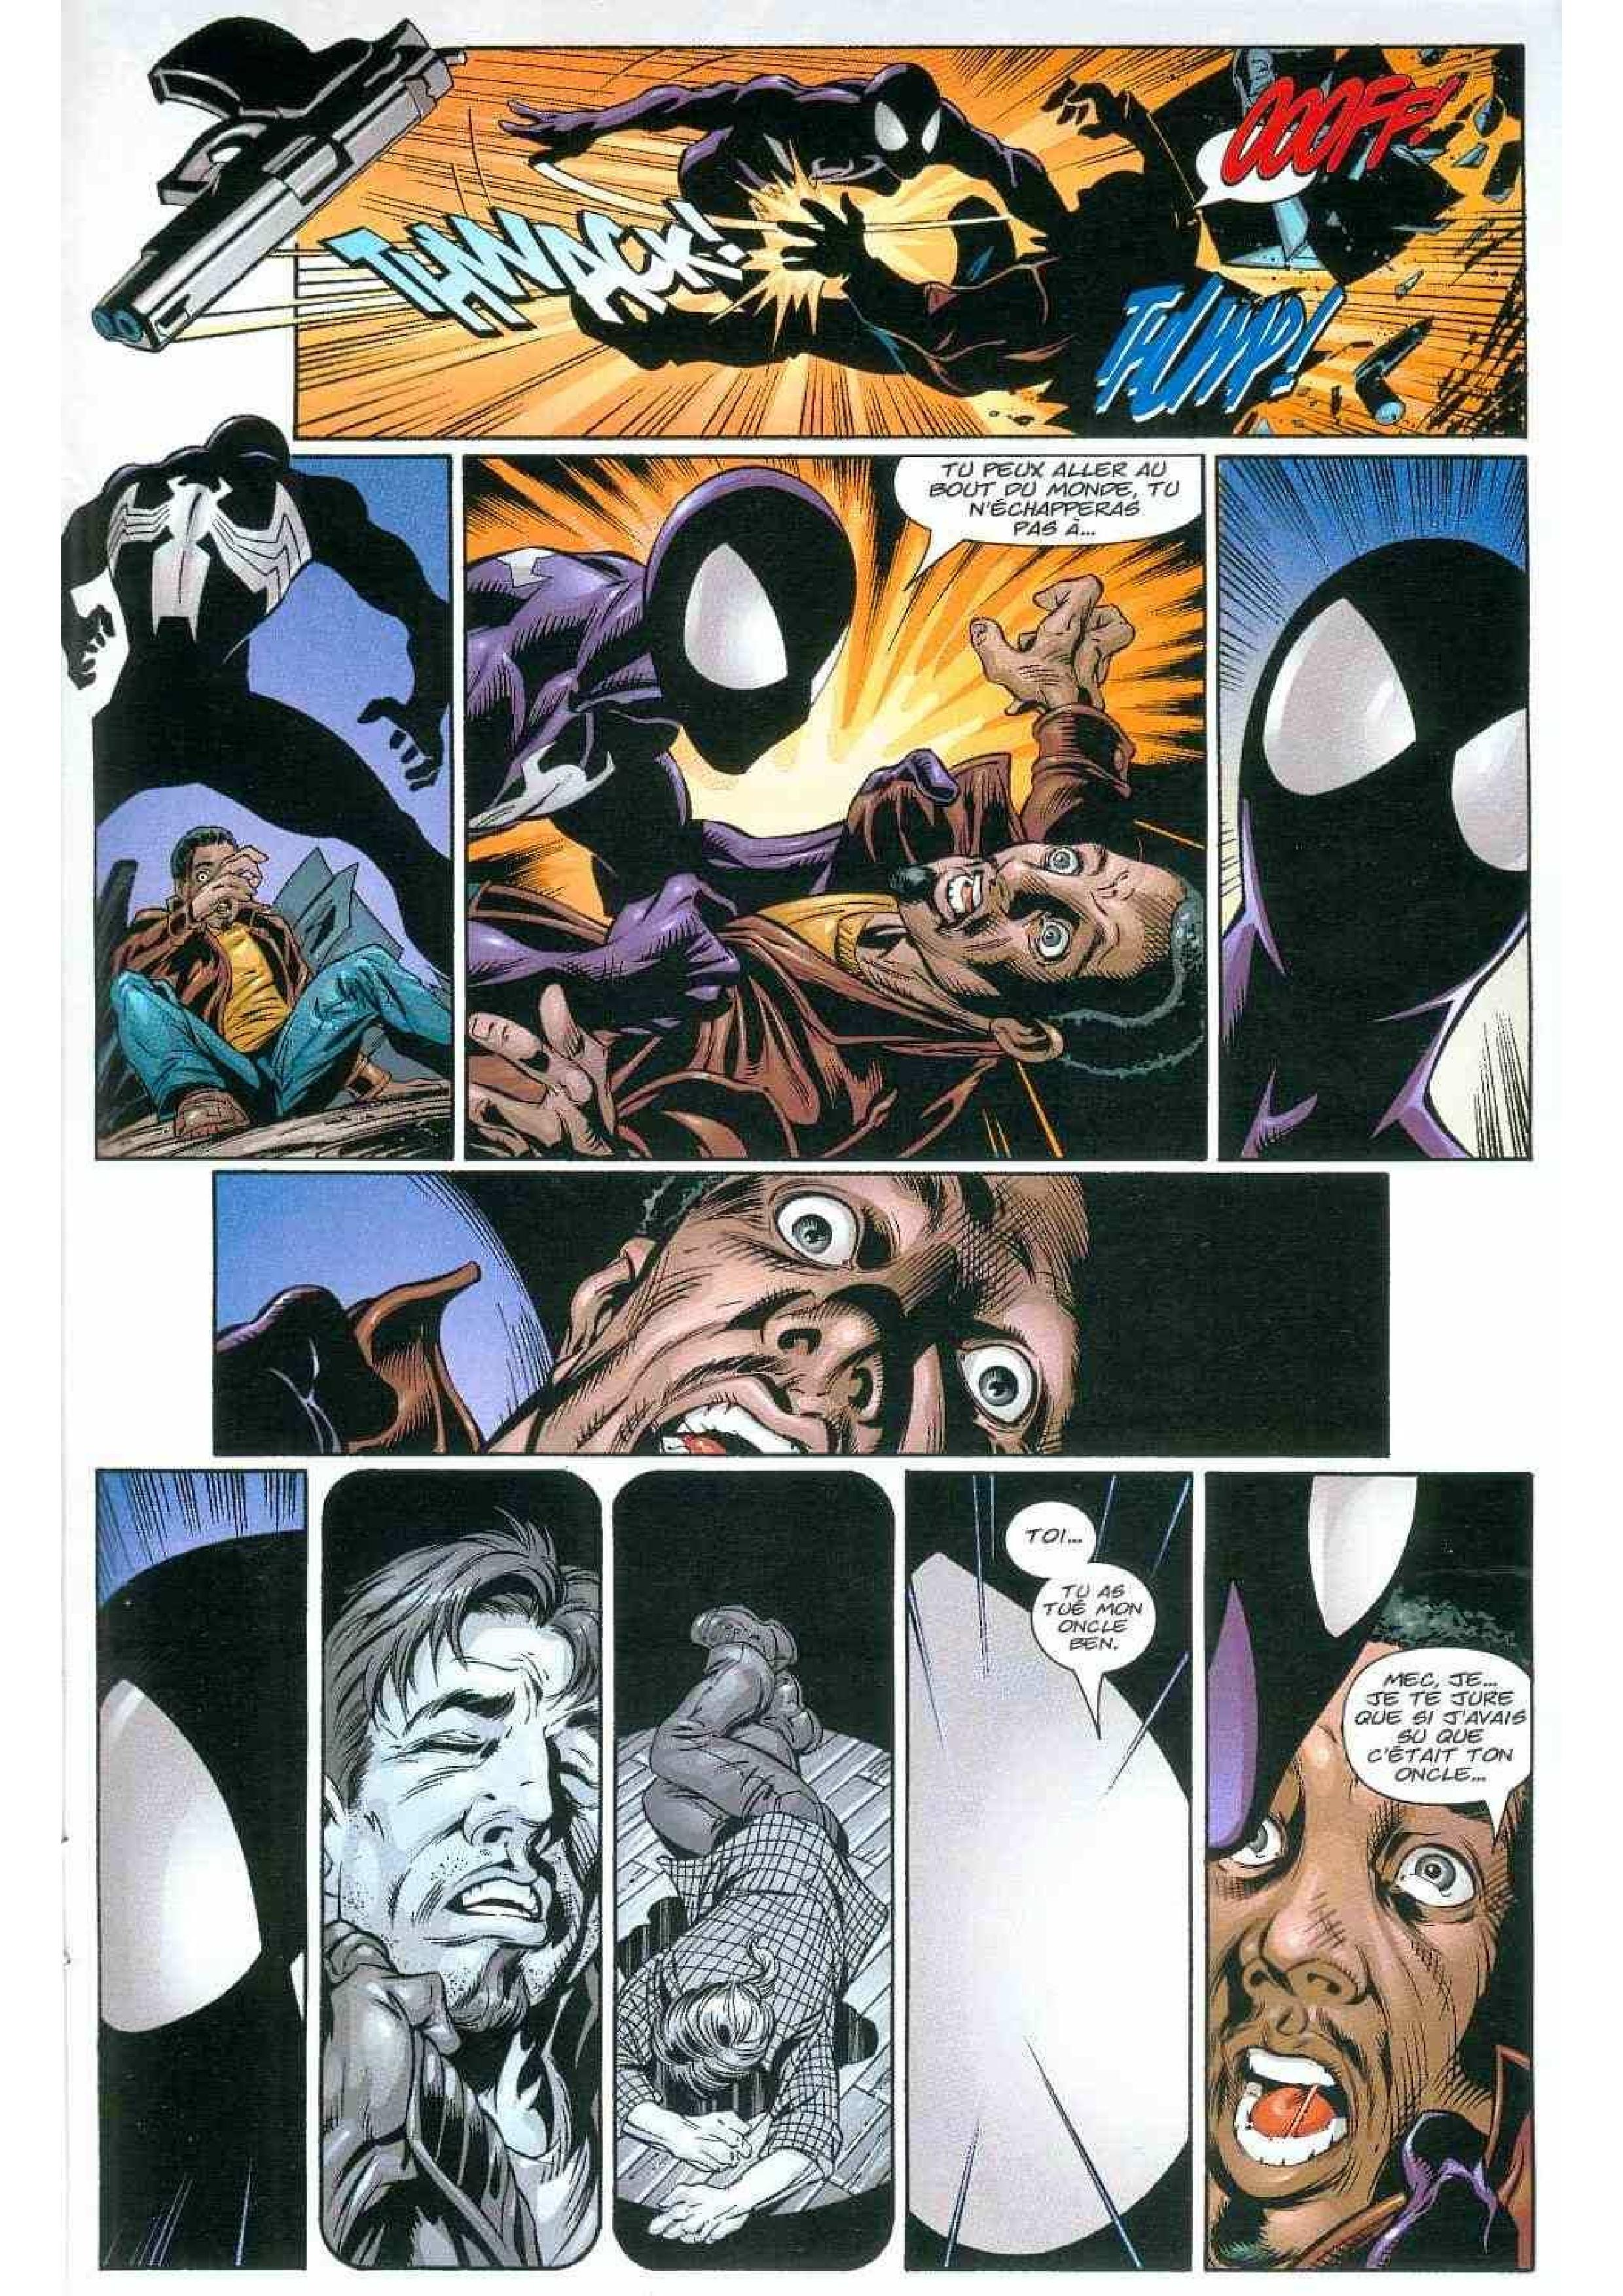 THWACK!
OOOFF!
THUMP!
TU PEUX ALLER AU
BOUT DU MONDE, TU
N'ÉCHAPPERAS
PAS À...
TOI...
TU AS
TUÉ MON
ONCLE
BEN.
MEC, JE...
JE TE JURE
QUE SI J'AVAIS
SU QUE
C'ÉTAIT TON
ONCLE...